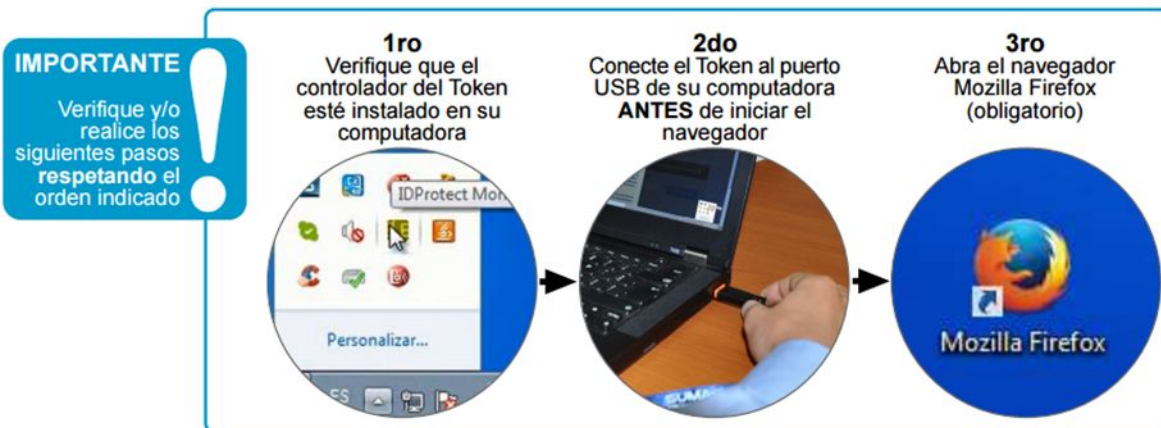 IMPORTANTE
Verifique y/o
realice los
siguientes pasos
respetando el
orden indicado
!
1ro
Verifique que el
controlador del Token
esté instalado en su
computadora
IDProtect Mon
Personalizar...
ES
2do
Conecte el Token al puerto
USB de su computadora
ANTES de iniciar el
navegador
SUMA
3ro
Abra el navegador
Mozilla Firefox
(obligatorio)
Mozilla Firefox